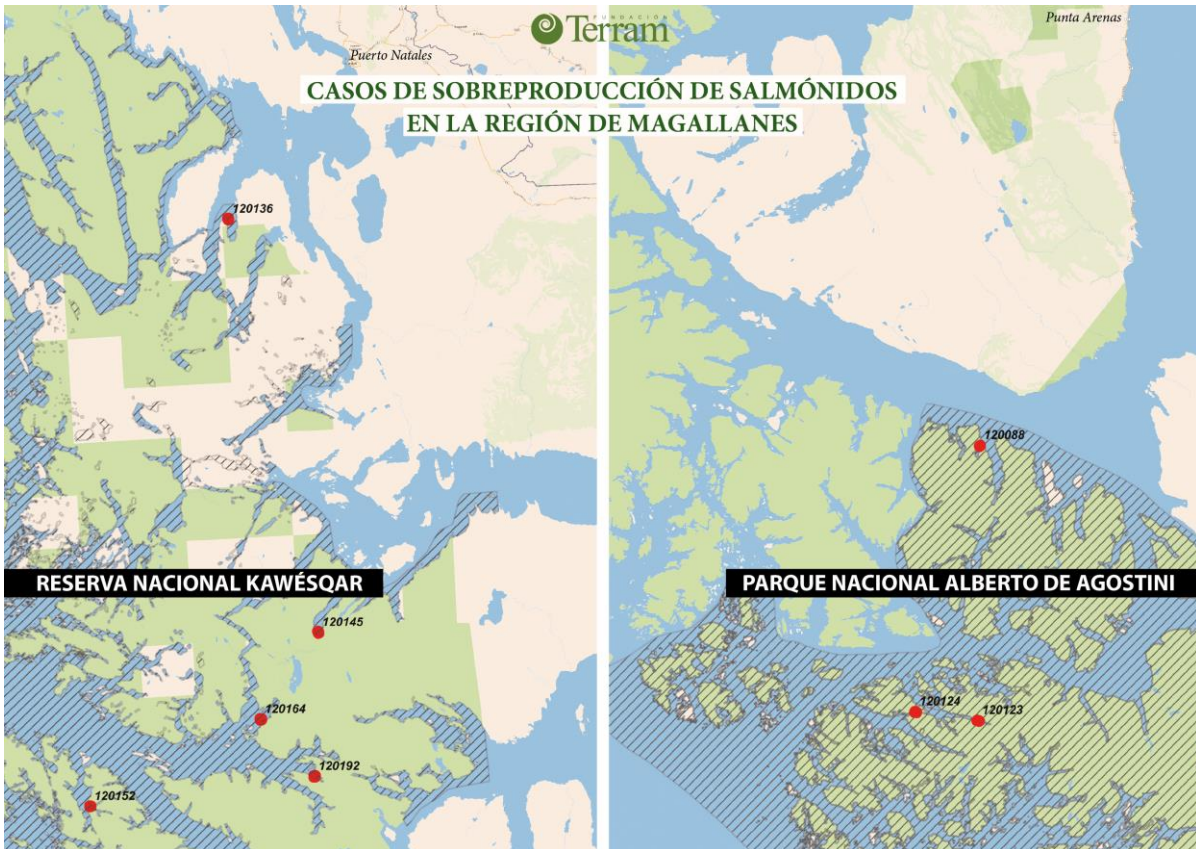 FUNDACIÓN
Terram
Puerto Natales
Punta Arenas
CASOS DE SOBREPRODUCCIÓN DE SALMÓNIDOS
EN LA REGIÓN DE MAGALLANES
120136
120088
RESERVA NACIONAL KAWÉSQAR
PARQUE NACIONAL ALBERTO DE AGOSTINI
120145
120164
120192
120152
120124
120123